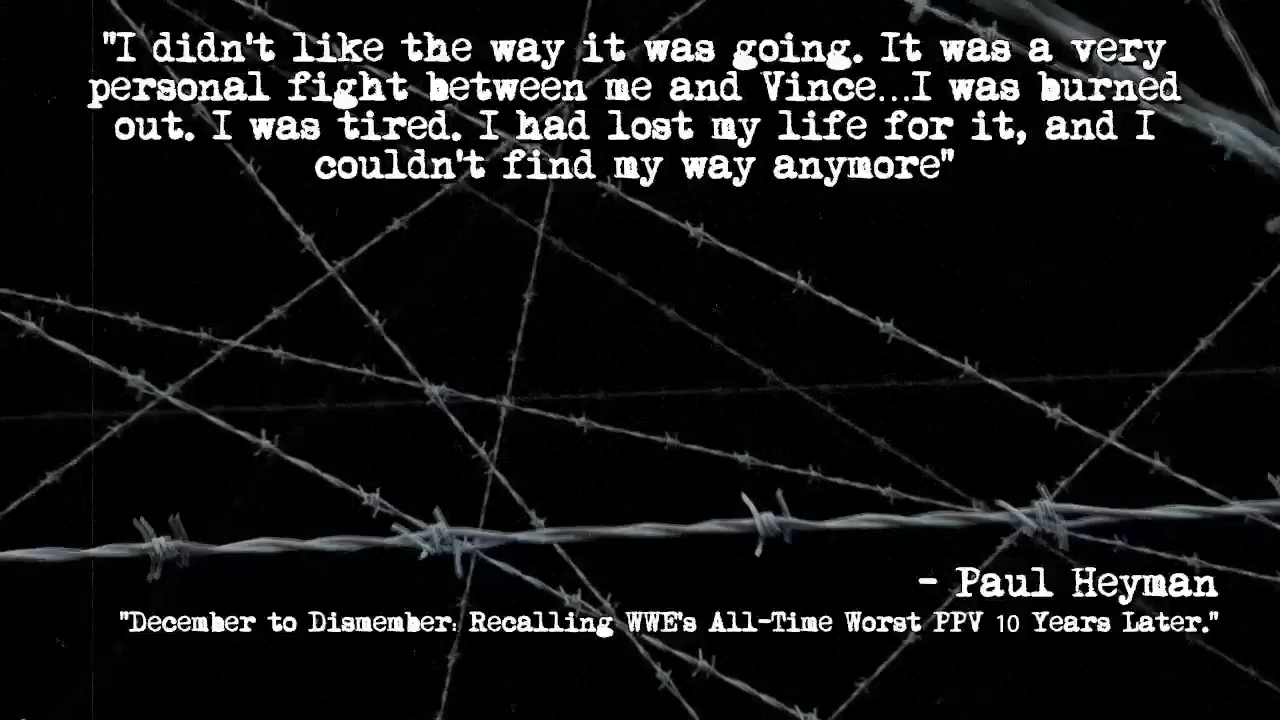 "I didn't like the way it was going. It was a very
personal fight between me and Vince...I was burned
out. I was tired. I had lost my life for it, and I
couldn't find my way anymore"
- Paul Heyman
"December to Dismember: Recalling WWE's All-Time Worst PPV 10 Years Later."